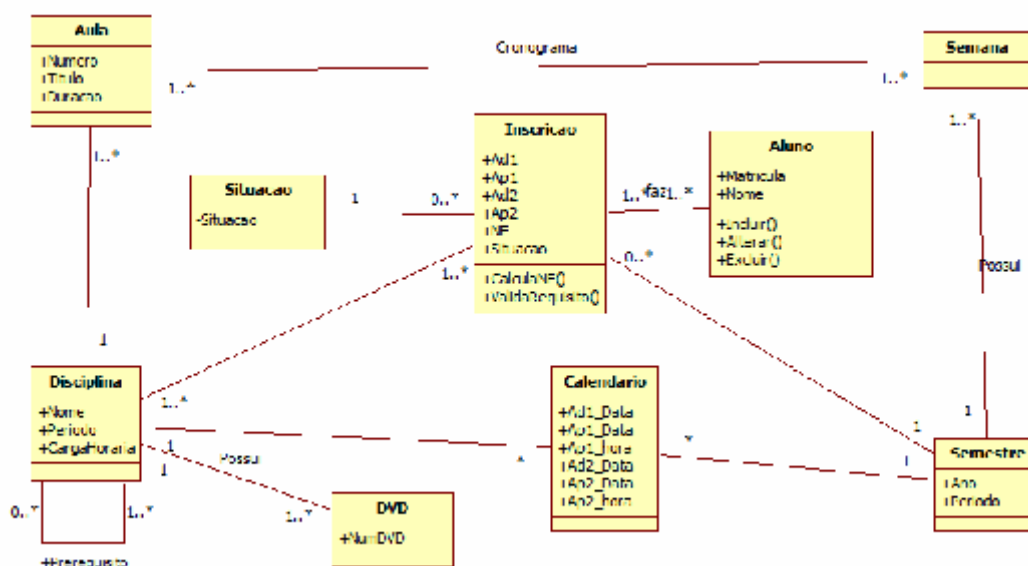 Aula
+Numero
+Titulo
+Duracao
Cronograma
1..*
1..*
Semana
1..*
1..*
Inscricao
+Ad1
+Ap1
+Ad2
+Ap2
+NF
+Situacao
+CalculaNF()
+ValidaRequisito()
Aluno
+Matricula
+Nome
+Incluir()
+Alterar()
+Excluir()
Situacao
-Situacao
1
0..*
1..*
faz
1..*
1..*
0..*
Possui
1
Disciplina
+Nome
+Periodo
+CargaHoraria
1..*
1
1
Possui
1..*
0..*
1..*
+Prerequisito
DVD
+NumDVD
Calendario
+Ad1_Data
+Ap1_Data
+Ap1_hora
+Ad2_Data
+Ap2_Data
+Ap2_hora
*
*
1
1
1
Semestre
+Ano
+Periodo